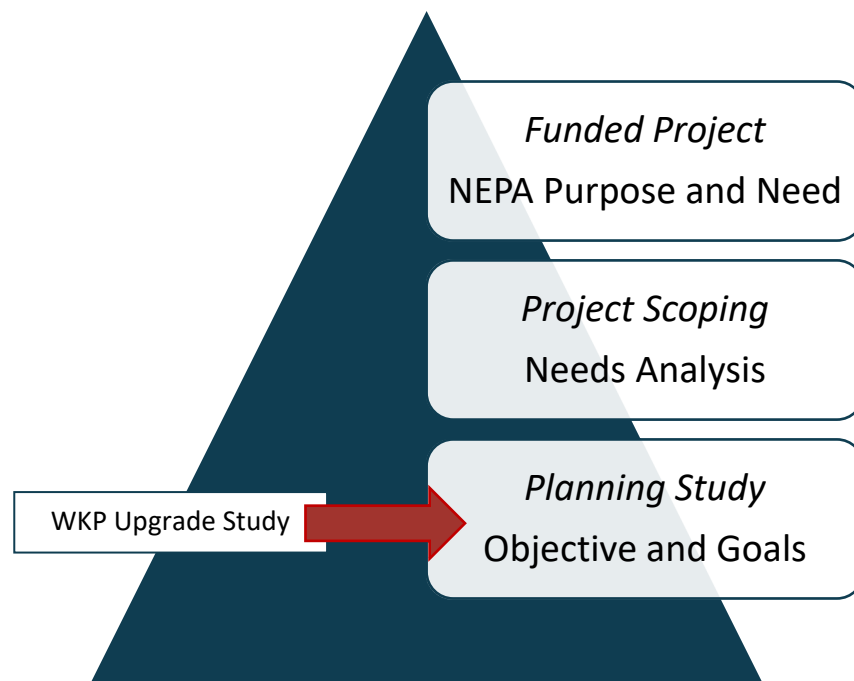 Funded Project
NEPA Purpose and Need
Project Scoping
Needs Analysis
Planning Study
Objective and Goals
WKP Upgrade Study